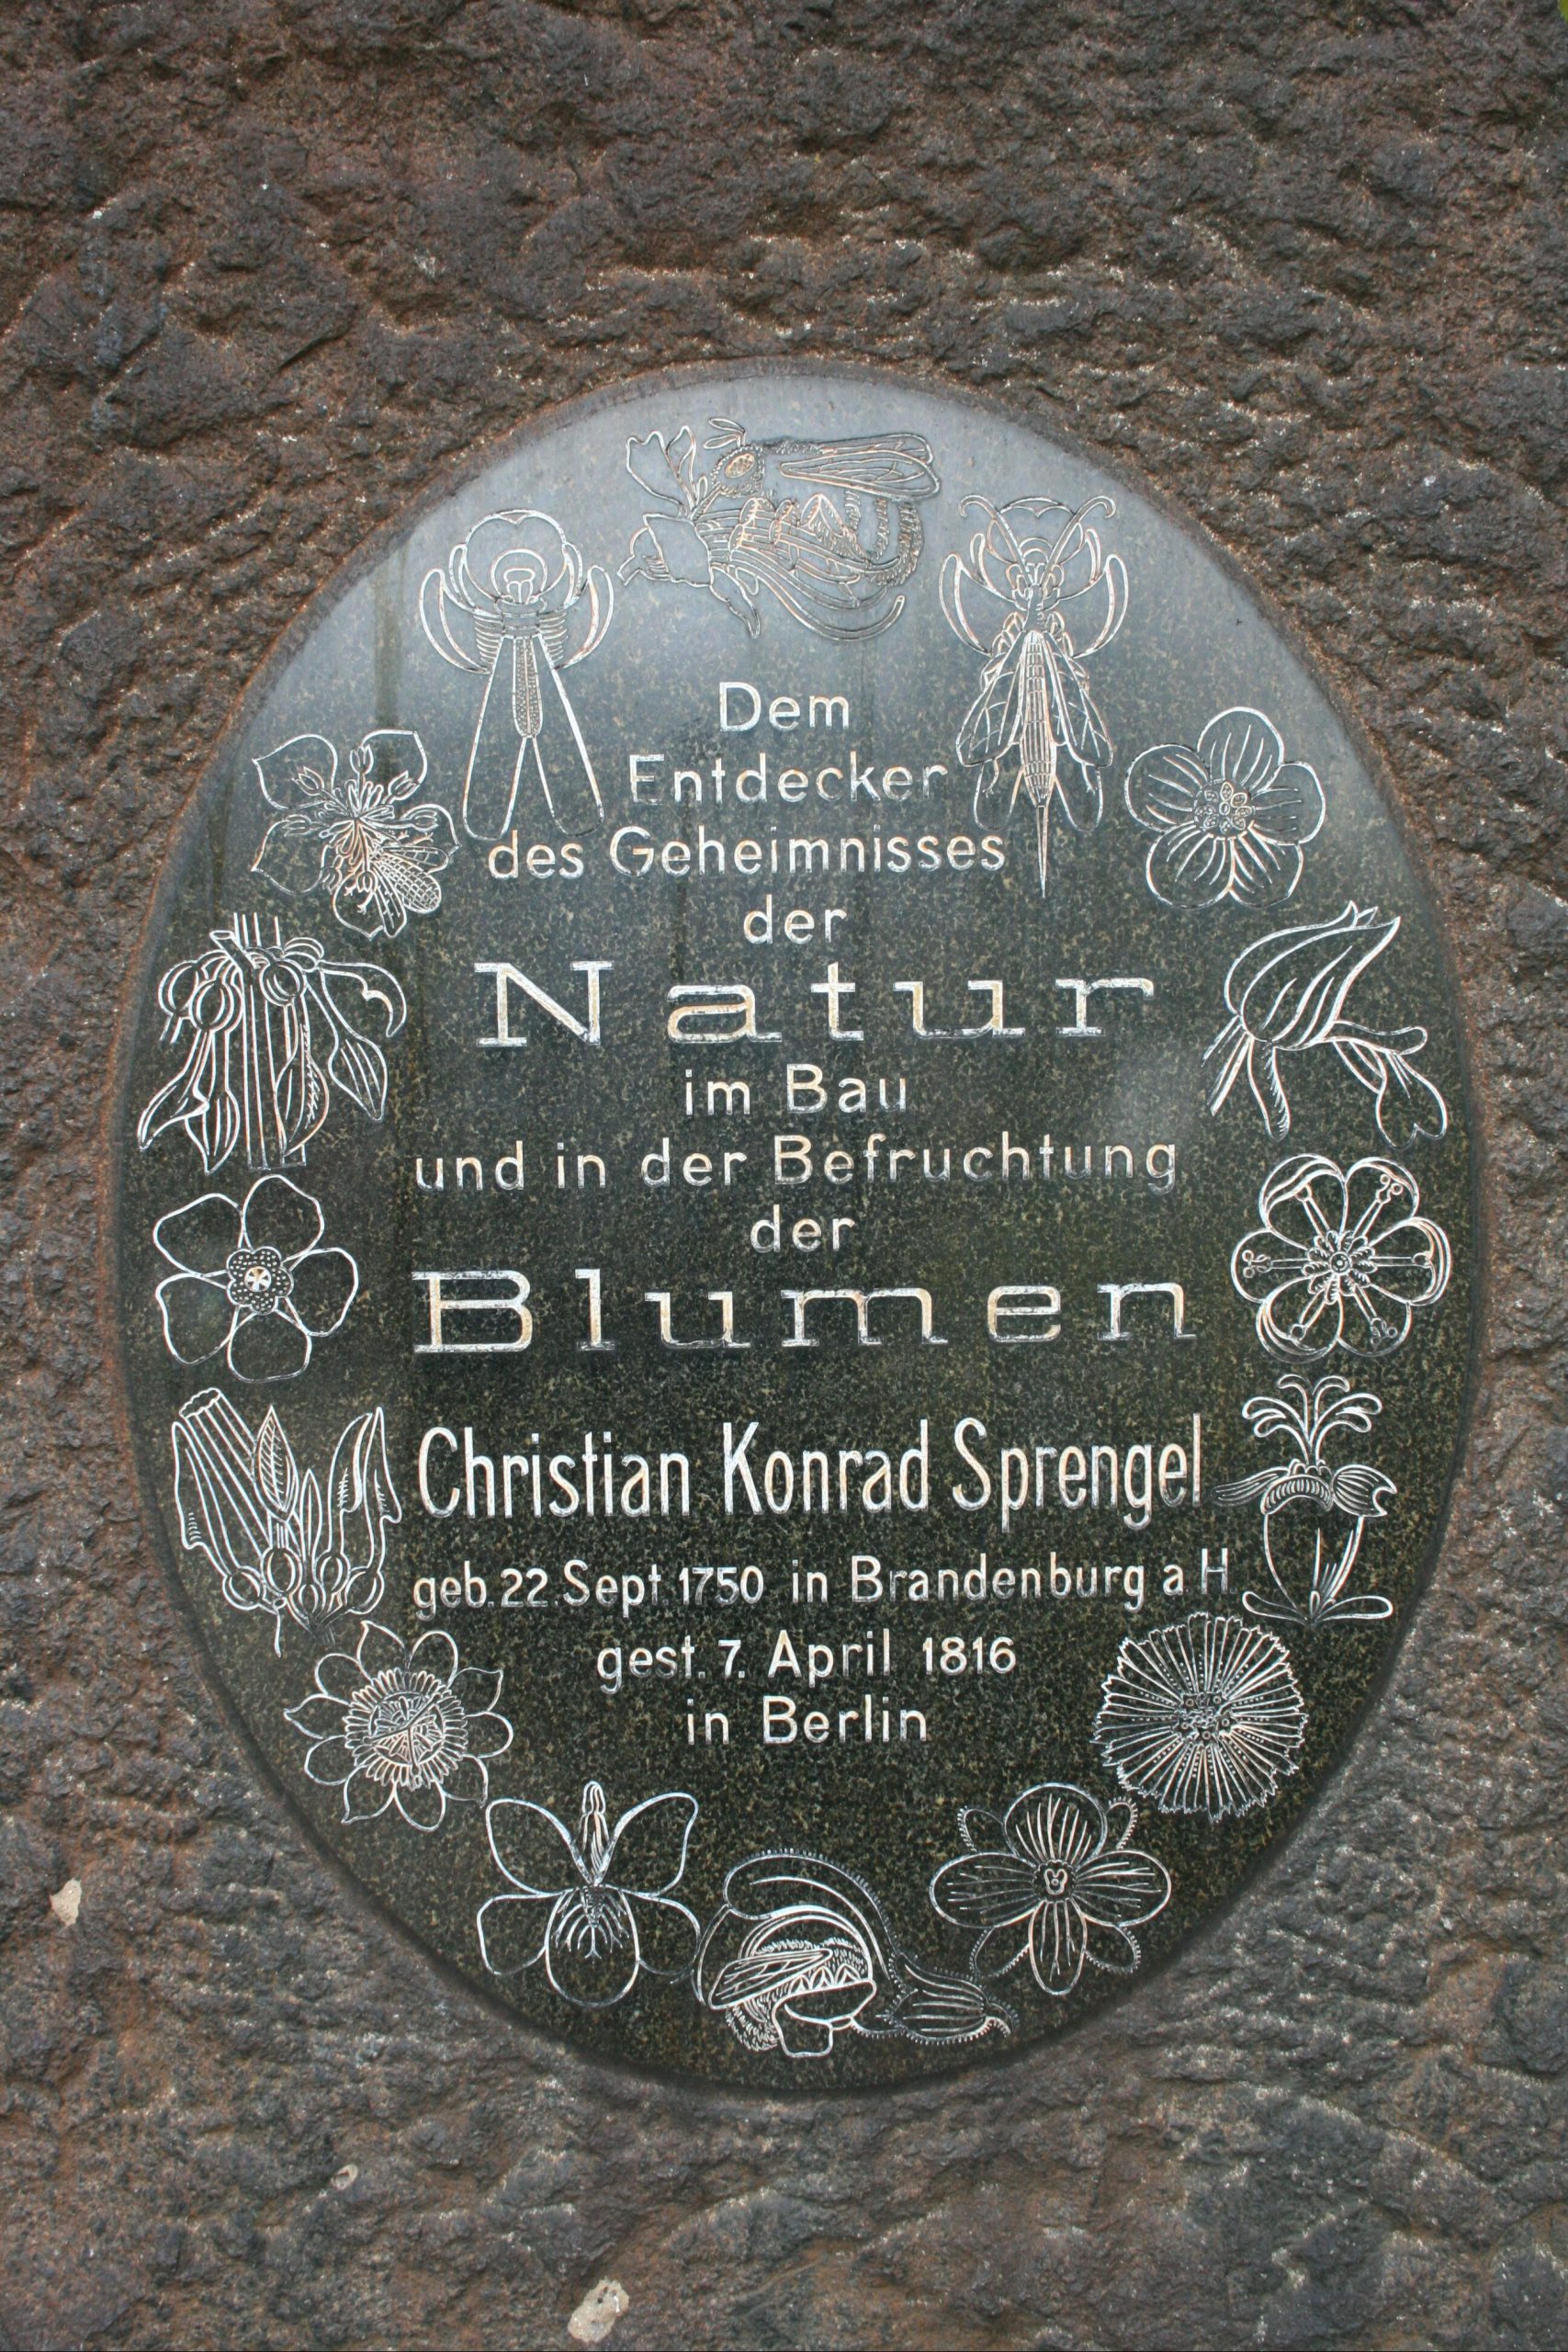 Dem
Entdecker
des Geheimnisses
der
Natur
im Bau
und in der Befruchtung
der
Blumen
Christian Konrad Sprengel
geb. 22. Sept. 1750 in Brandenburg a H.
gest. 7. April 1816
in Berlin